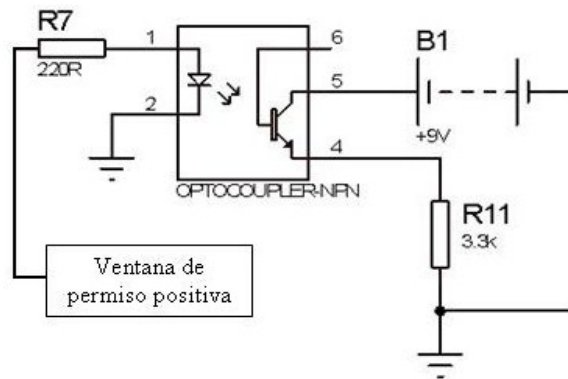 R7
220R
1
2
6
5
4
OPTOCOUPLER-NPN
B1
+9V
R11
3.3k
Ventana de
permiso positiva